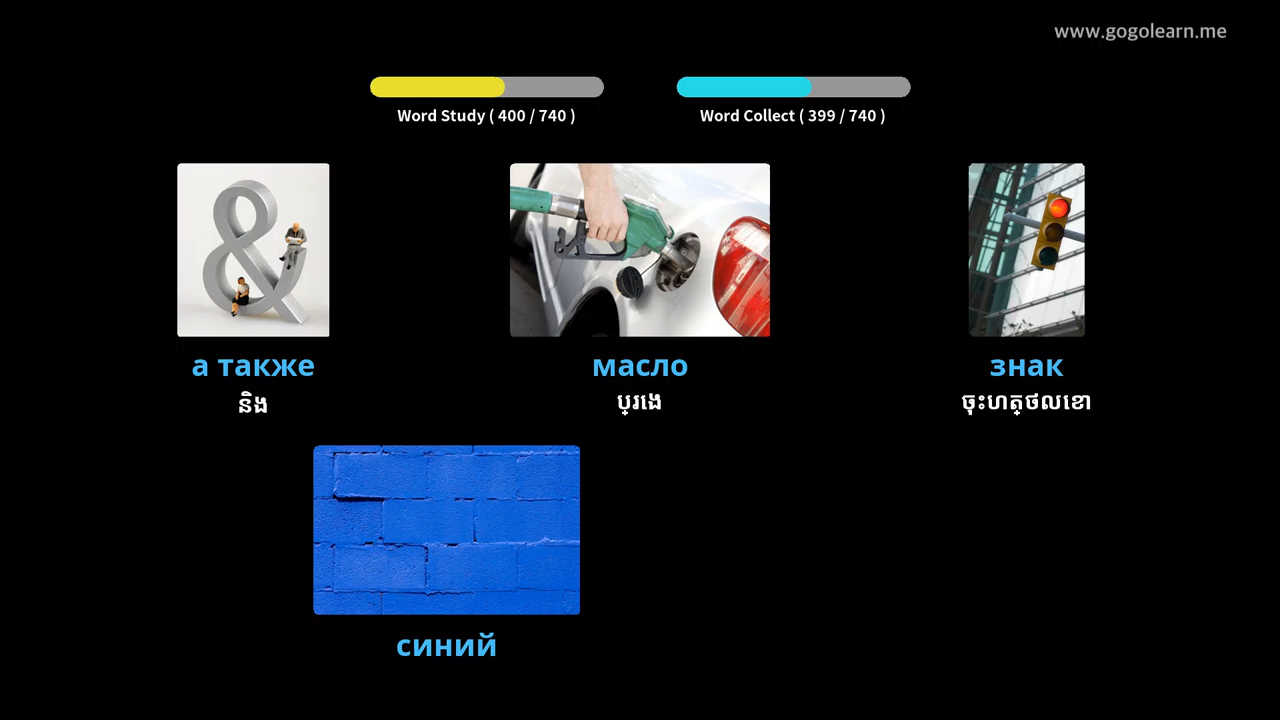 www.gogolearn.me
Word Study ( 400 / 740 )
Word Collect ( 399 / 740 )
а также
និង
масло
ប្រេង
знак
ចុះហត្ថលេខា
синий